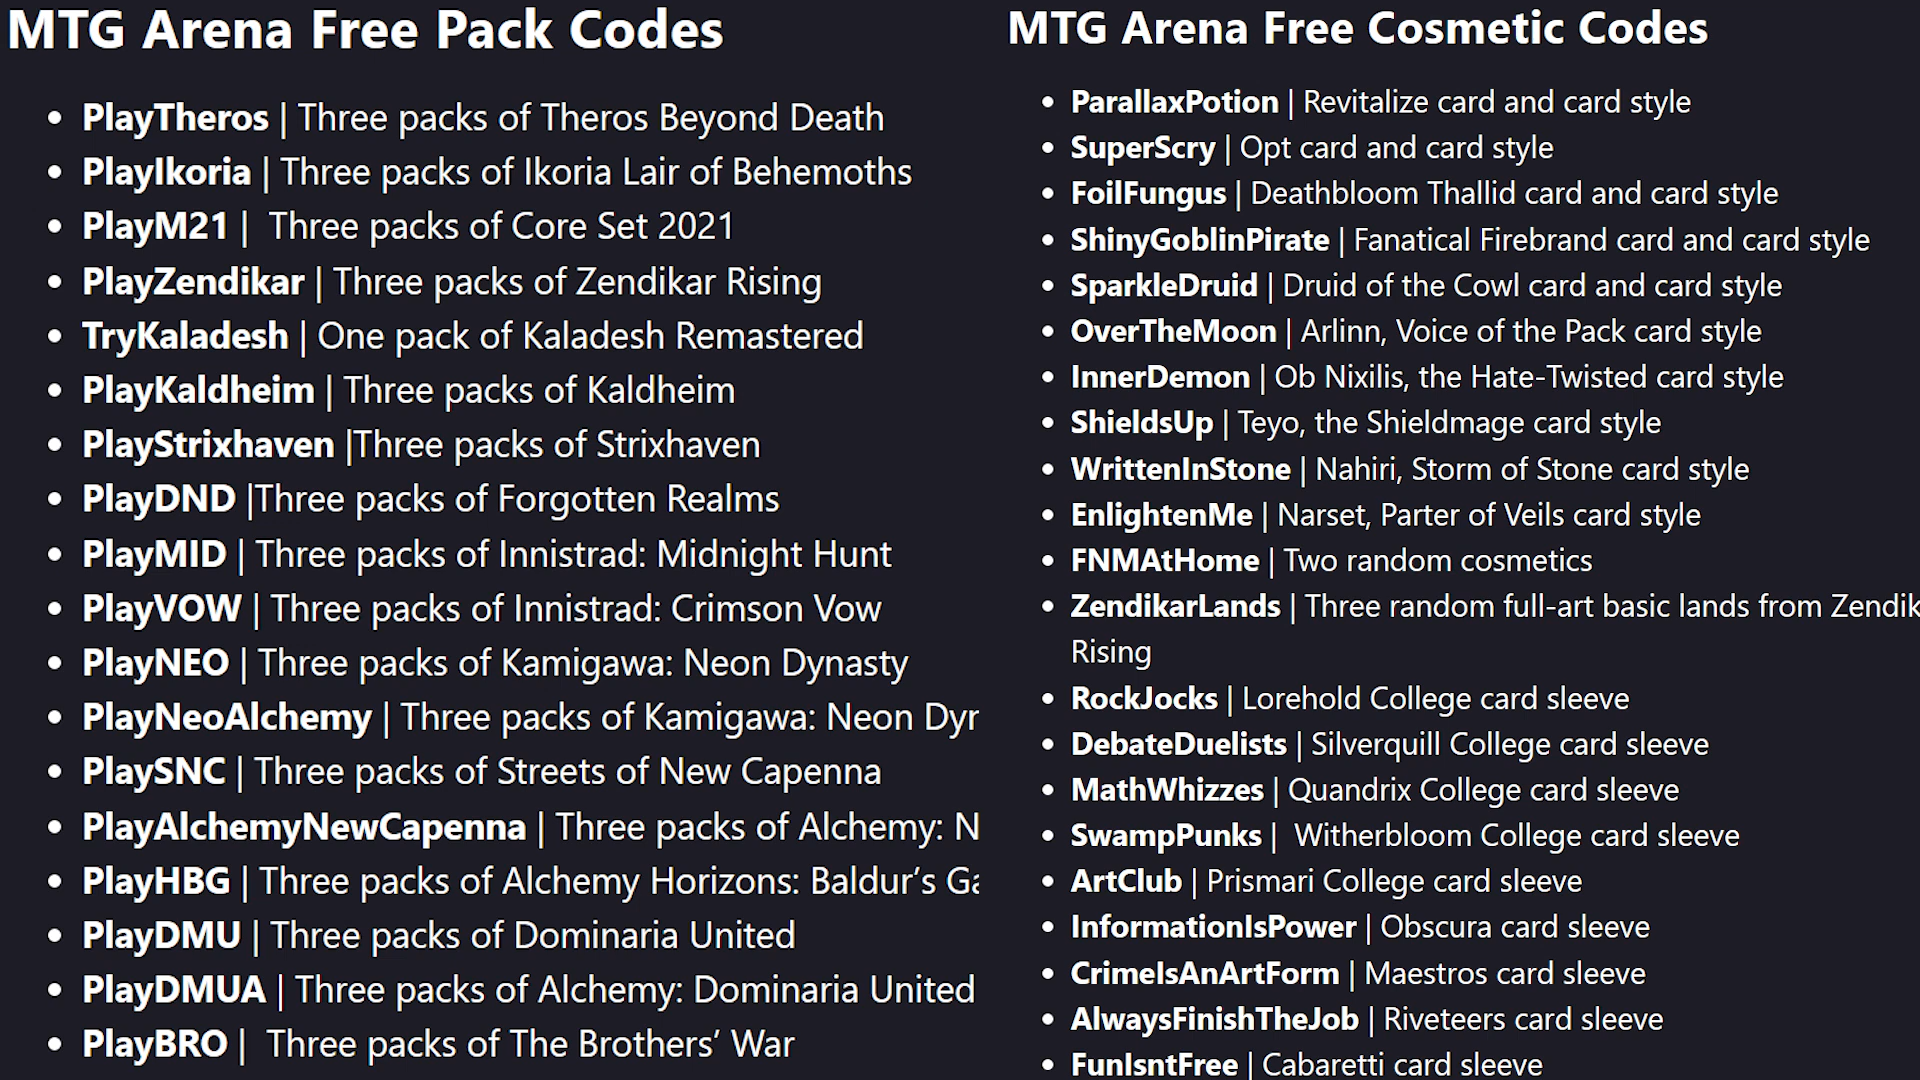 MTG Arena Free Pack Codes
PlayTheros | Three packs of Theros Beyond Death
PlayIkoria | Three packs of Ikoria Lair of Behemoths
PlayM21 | Three packs of Core Set 2021
PlayZendikar | Three packs of Zendikar Rising
TryKaladesh | One pack of Kaladesh Remastered
PlayKaldheim | Three packs of Kaldheim
PlayStrixhaven |Three packs of Strixhaven
PlayDND |Three packs of Forgotten Realms
PlayMID | Three packs of Innistrad: Midnight Hunt
PlayVOW | Three packs of Innistrad: Crimson Vow
PlayNEO | Three packs of Kamigawa: Neon Dynasty
PlayNeoAlchemy | Three packs of Kamigawa: Neon
PlaySNC | Three packs of Streets of New Capenna
PlayAlchemyNewCapenna | Three packs of Alchemy: N
PlayHBG | Three packs of Alchemy Horizons: Baldur’s Ga
PlayDMU | Three packs of Dominaria United
PlayDMUA | Three packs of Alchemy: Dominaria United
PlayBRO | Three packs of The Brothers’ War
MTG Arena Free Cosmetic Codes
ParallaxPotion | Revitalize card and card style
SuperScry | Opt card and card style
FoilFungus | Deathbloom Thallid card and card style
ShinyGoblinPirate | Fanatical Firebrand card and card style
SparkleDruid | Druid of the Cowl card and card style
OverTheMoon | Arlinn, Voice of the Pack card style
InnerDemon | Ob Nixilis, the Hate-Twisted card style
ShieldsUp | Teyo, the Shieldmage card style
WrittenInStone | Nahiri, Storm of Stone card style
EnlightenMe | Narset, Parter of Veils card style
FNMAtHome | Two random cosmetics
ZendikarLands | Three random full-art basic lands from Zendik
Rising
RockJocks | Lorehold College card sleeve
DebateDuelists | Silverquill College card sleeve
MathWhizzes | Quandrix College card sleeve
SwampPunks | Witherbloom College card sleeve
ArtClub | Prismari College card sleeve
InformationIsPower | Obscura card sleeve
CrimeIsAnArtForm | Maestros card sleeve
AlwaysFinishTheJob | Riveteers card sleeve
FunIsntFree | Cabaretti card sleeve